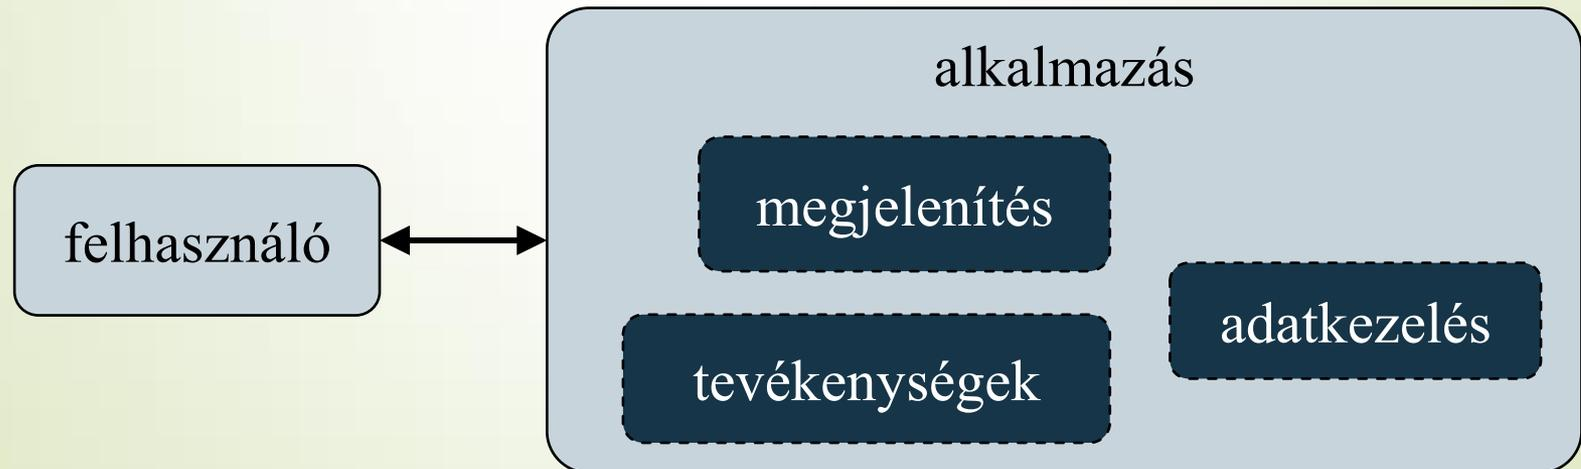 alkalmazás
megjelenítés
felhasználó
adatkezelés
tevékenységek